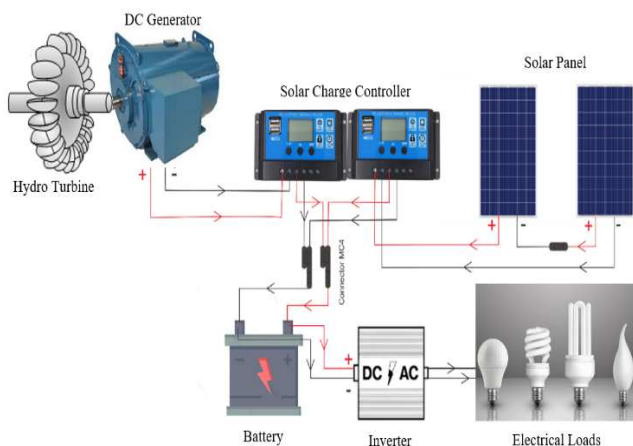 DC Generator
Solar Charge Controller
Solar Panel
Hydro Turbine
+
-
+
-
+
-
Connector MC4
-
+
+
-
DC AC
Battery
Inverter
Electrical Loads